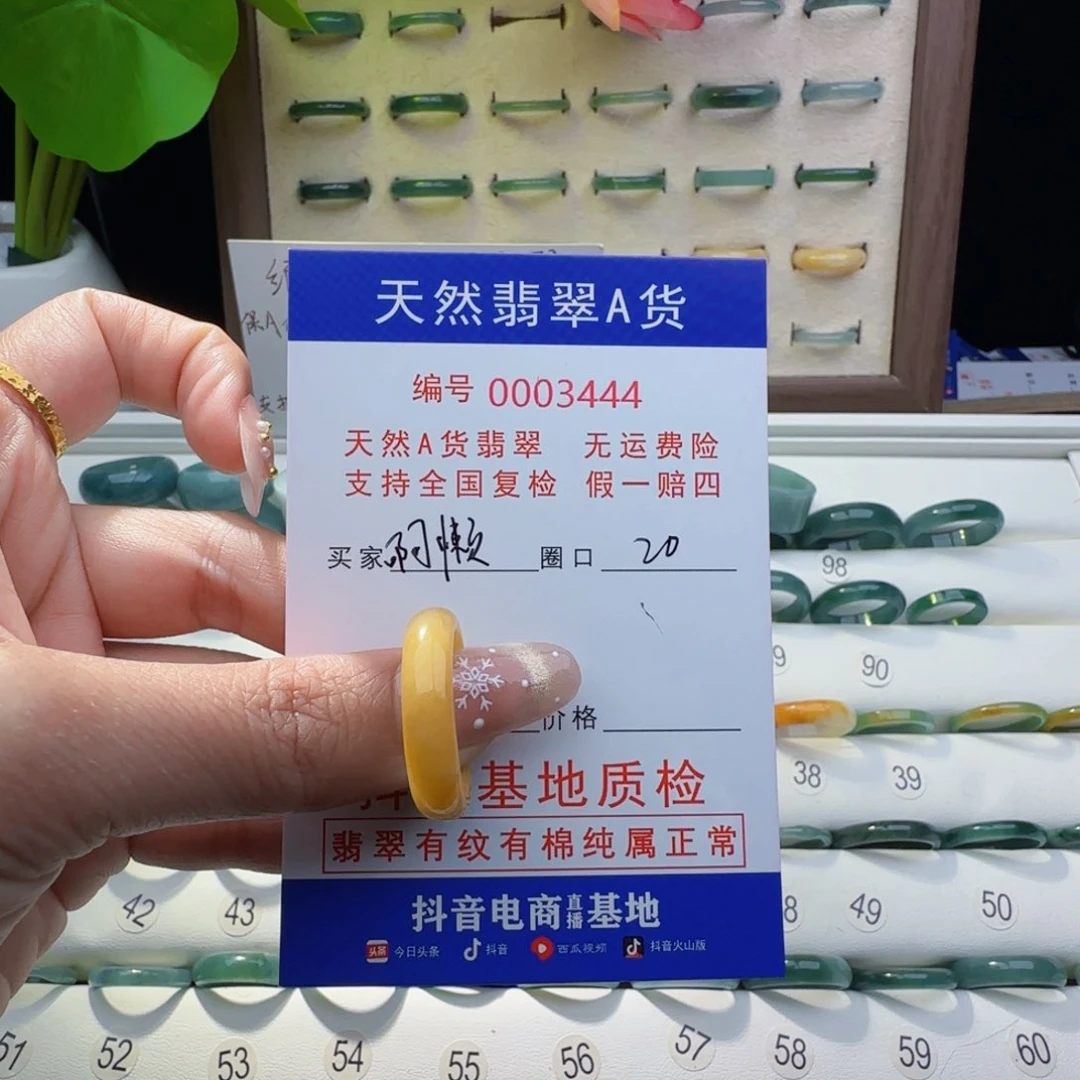 天然翡翠A货
编号 0003444
天然A货翡翠 无运费险
支持全国复检 假一赔四
买家 阿懒 圈口 20
价格
基地质检
翡翠有纹有棉纯属正常
抖音电商直播基地
头条 今日头条 抖音 西瓜视频 抖音火山版
98
90
38 39
42 43 49 50
51 52 53 54 55 56 57 58 59 60